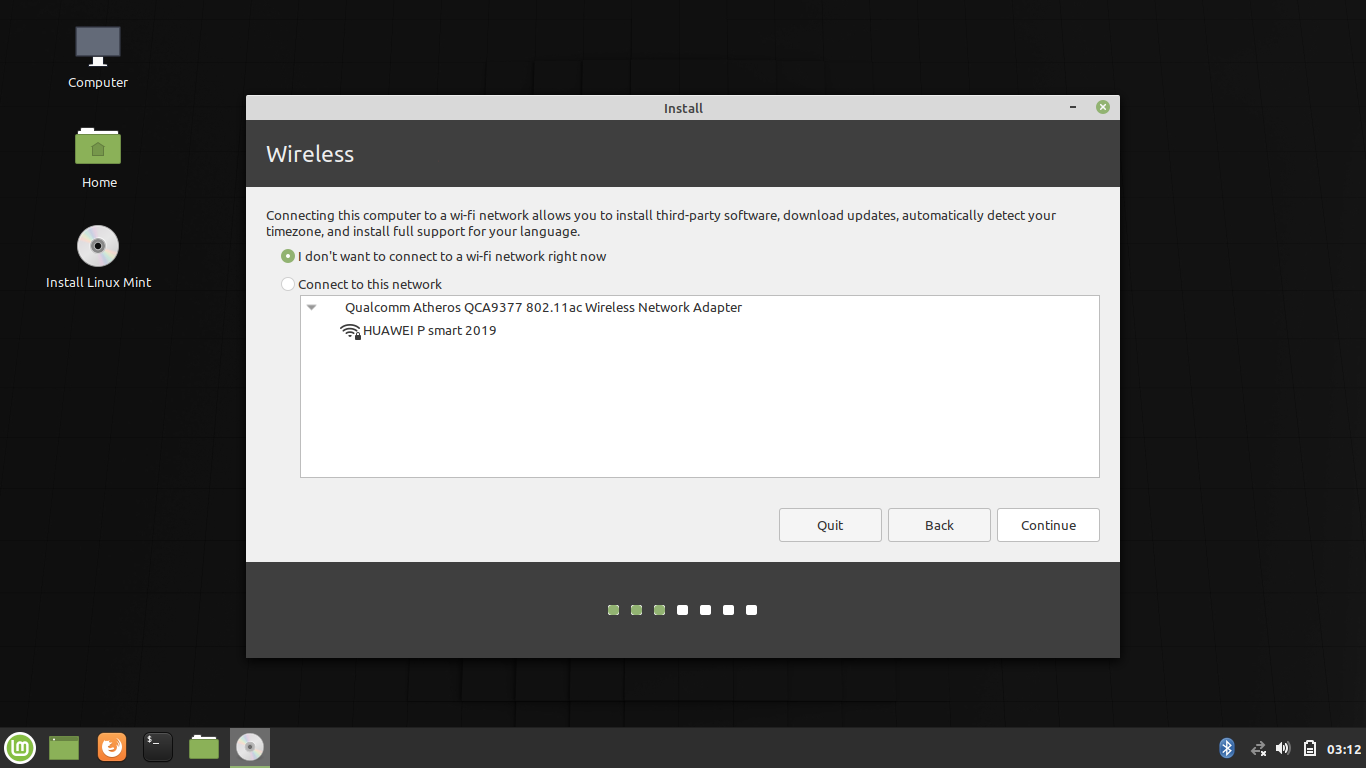 Computer
Home
Install Linux Mint
Install
Wireless
Connecting this computer to a wi-fi network allows you to install third-party software, download updates, automatically detect your
timezone, and install full support for your language.
I don't want to connect to a wi-fi network right now
Connect to this network
Qualcomm Atheros QCA9377 802.11ac Wireless Network Adapter
HUAWEI P smart 2019
Quit
Back
Continue
$_
03:12